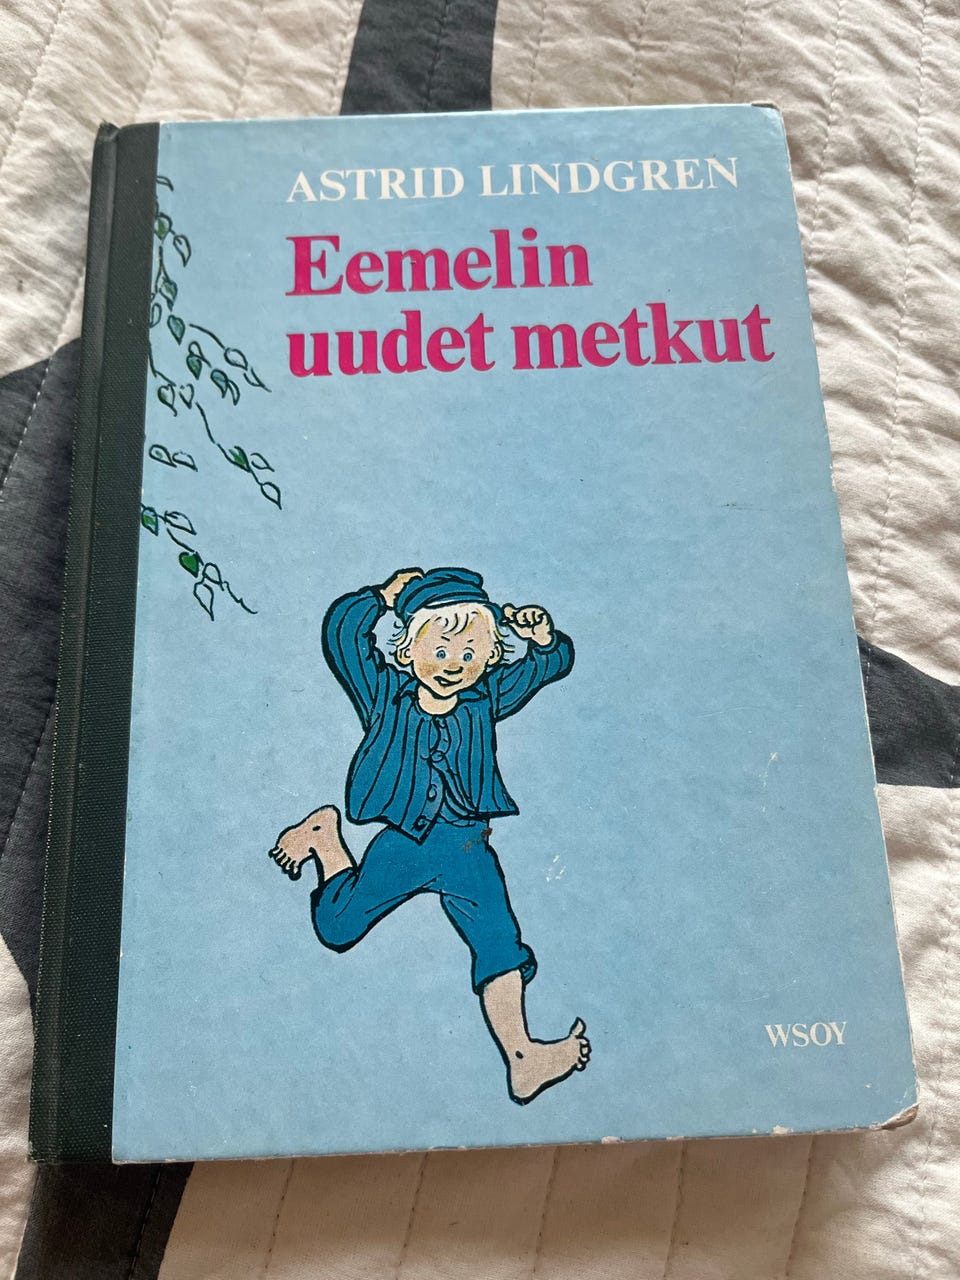 ASTRID LINDGREN
Eemelin
uudet metkut
WSOY